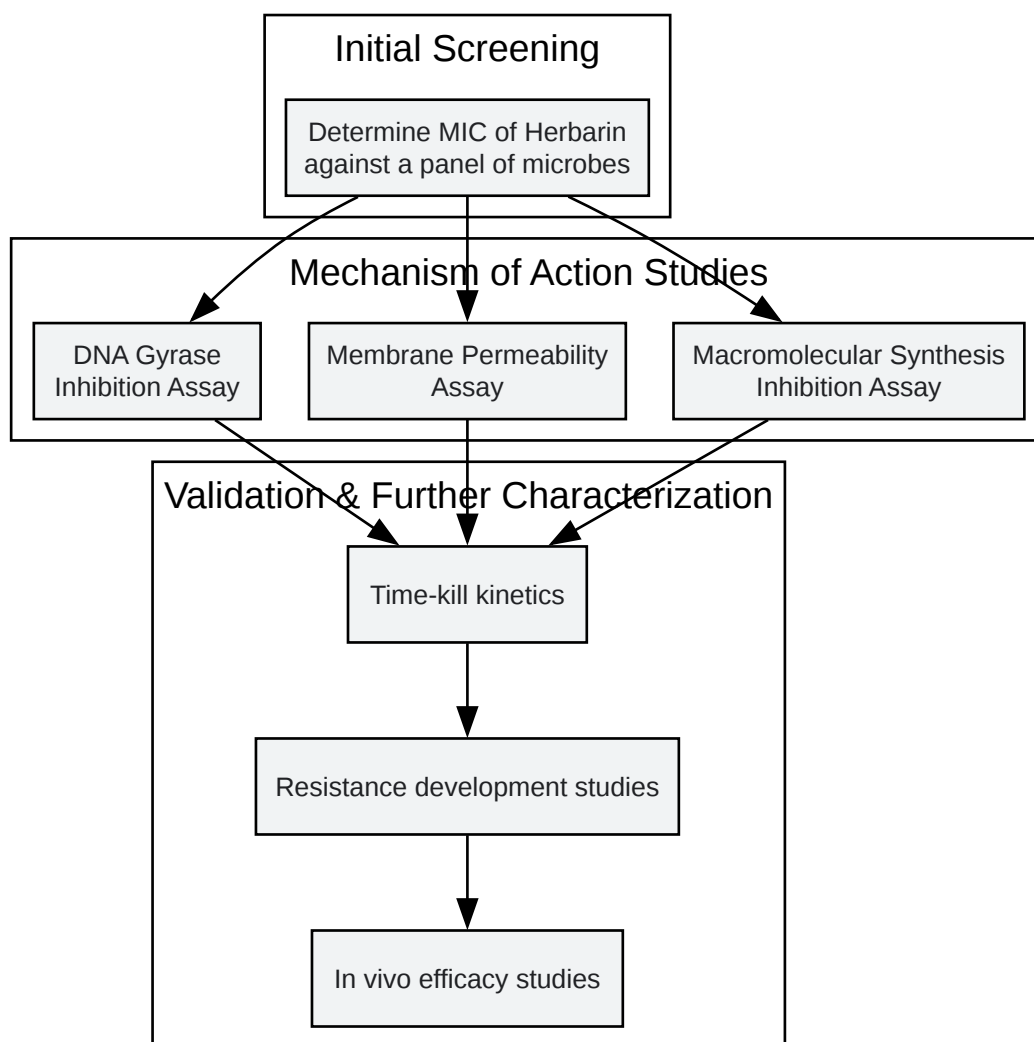 Initial Screening
Determine MIC of Herbarin
against a panel of microbes
Mechanism of Action Studies
DNA Gyrase
Inhibition Assay
Membrane Permeability
Assay
Macromolecular Synthesis
Inhibition Assay
Validation & Further Characterization
Time-kill kinetics
Resistance development studies
In vivo efficacy studies